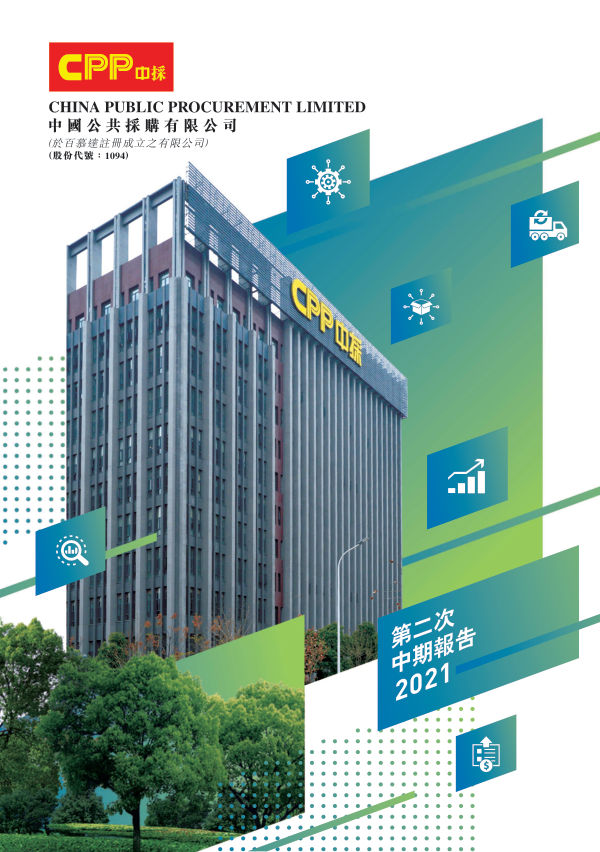 CPP中採
CHINA PUBLIC PROCUREMENT LIMITED
中國公共採購有限公司
(於百慕達註冊成立之有限公司)
(股份代號：1094)
CPP中採
第二次
中期報告
2021
$